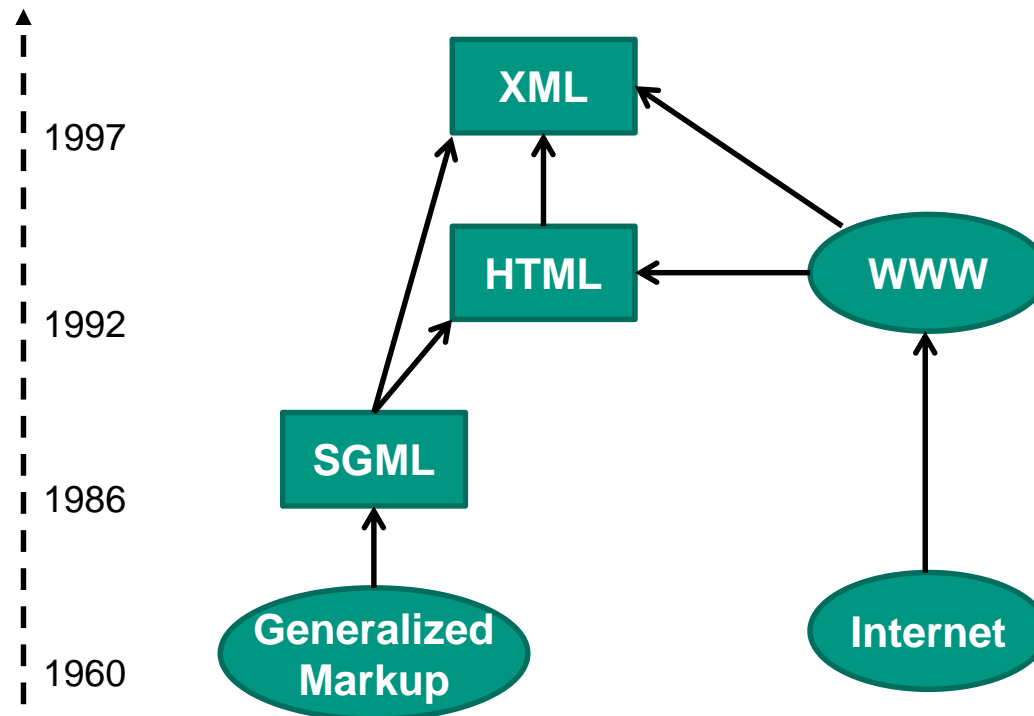 XML
1997
HTML
WWW
1992
SGML
1986
Generalized
Markup
Internet
1960